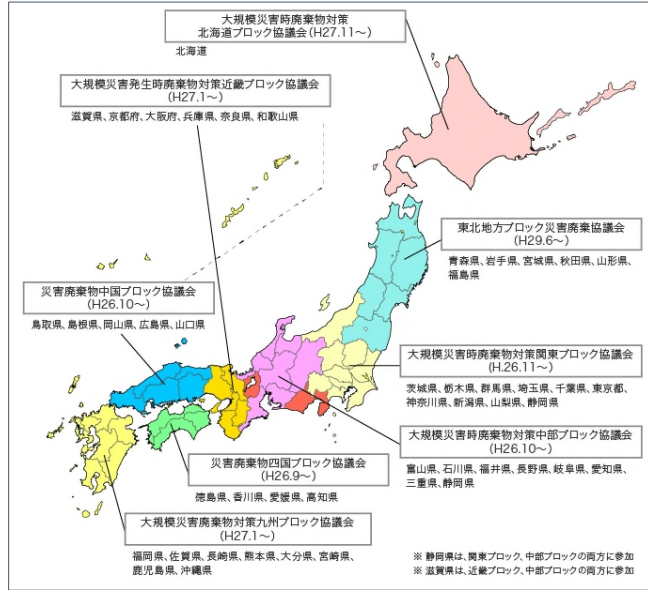 大規模災害時廃棄物対策
北海道ブロック協議会(H27.11～)
北海道
大規模災害発生時廃棄物対策近畿ブロック協議会
(H27.1～)
滋賀県、京都府、大阪府、兵庫県、奈良県、和歌山県
東北地方ブロック災害廃棄協議会
(H29.6～)
青森県、岩手県、宮城県、秋田県、山形県、
福島県
災害廃棄物中国ブロック協議会
(H26.10～)
鳥取県、島根県、岡山県、広島県、山口県
大規模災害時廃棄物対策関東ブロック協議会
(H.26.11～)
茨城県、栃木県、群馬県、埼玉県、千葉県、東京都、
神奈川県、新潟県、山梨県、静岡県
大規模災害時廃棄物対策中部ブロック協議会
(H26.10～)
富山県、石川県、福井県、長野県、岐阜県、愛知県、
三重県、静岡県
災害廃棄物四国ブロック協議会
(H26.9～)
徳島県、香川県、愛媛県、高知県
大規模災害廃棄物対策九州ブロック協議会
(H27.1～)
福岡県、佐賀県、長崎県、熊本県、大分県、宮崎県、
鹿児島県、沖縄県
※ 静岡県は、関東ブロック、中部ブロックの両方に参加
※ 滋賀県は、近畿ブロック、中部ブロックの両方に参加